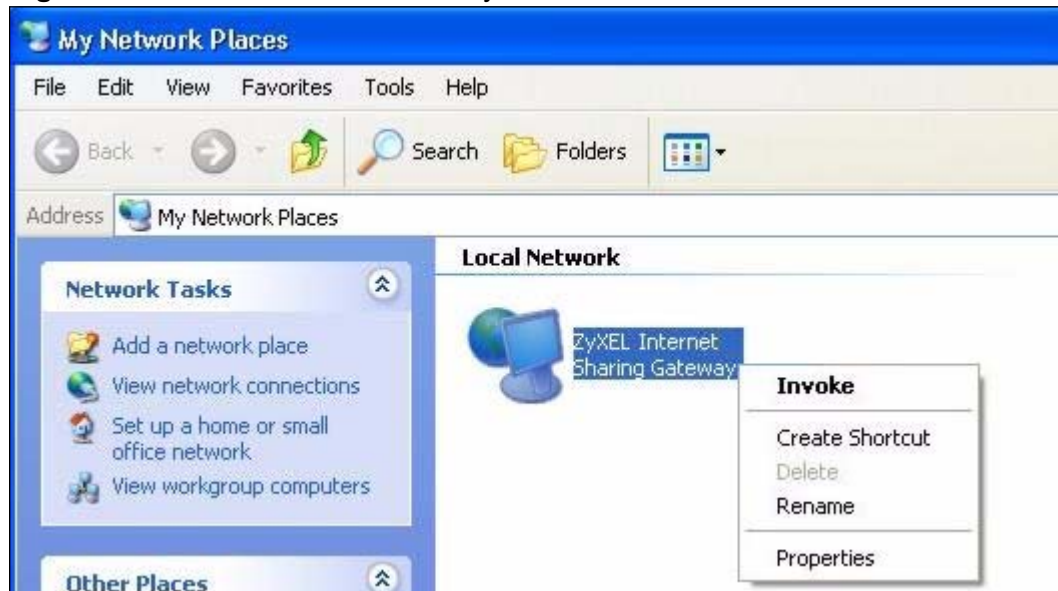 My Network Places
File Edit View Favorites Tools Help
Back Search Folders
Address My Network Places
Network Tasks
Add a network place
View network connections
Set up a home or small
office network
View workgroup computers
Other Places
Local Network
ZyXEL Internet
Sharing Gateway
Invoke
Create Shortcut
Delete
Rename
Properties